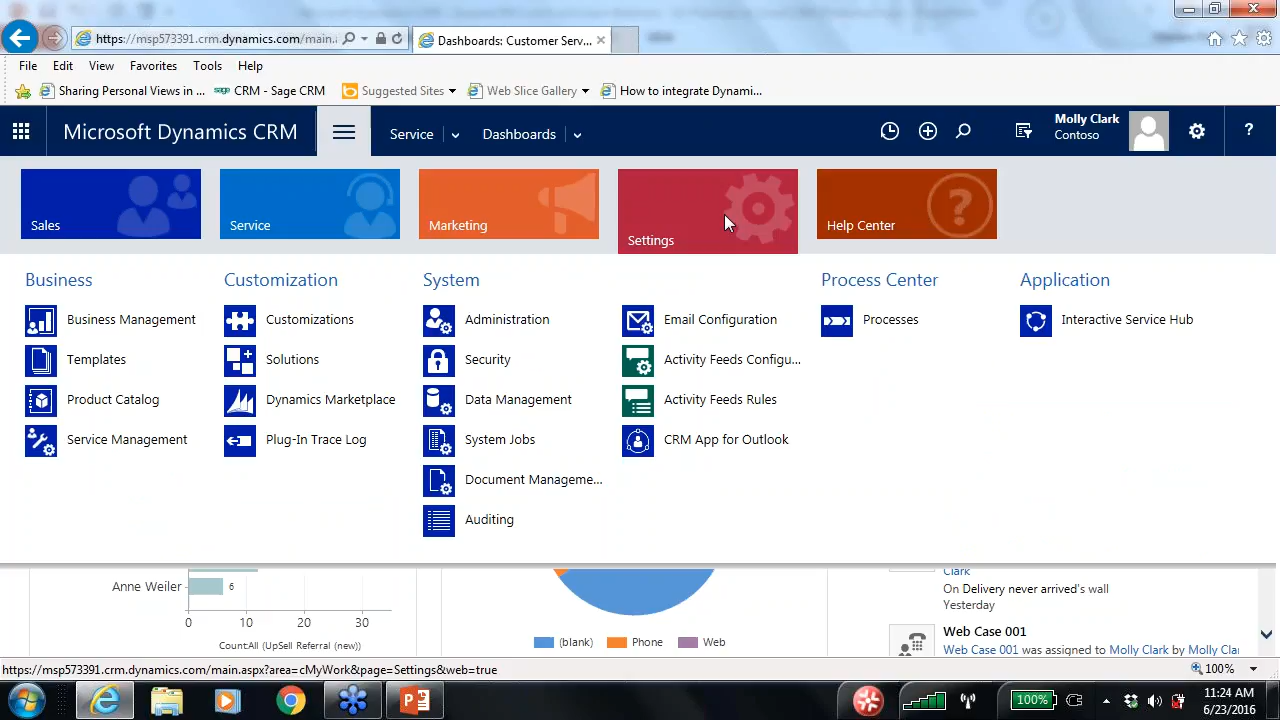 https://msp573391.crm.dynamics.com/main.
Dashboards: Customer Serv...
File Edit View Favorites Tools Help
Sharing Personal Views in ...
CRM - Sage CRM
Suggested Sites
Web Slice Gallery
How to integrate Dynami...
Microsoft Dynamics CRM
Service
Dashboards
Molly Clark
Contoso
?
Sales
Service
Marketing
Settings
Help Center
Business
Business Management
Templates
Product Catalog
Service Management
Customization
Customizations
Solutions
Dynamics Marketplace
Plug-In Trace Log
System
Administration
Security
Data Management
System Jobs
Document Manageme...
Auditing
Email Configuration
Activity Feeds Configu...
Activity Feeds Rules
CRM App for Outlook
Process Center
Processes
Application
Interactive Service Hub
Anne Weiler
6
0 10 20 30
Count:All (UpSell Referral (new))
(blank) Phone Web
Clark
On Delivery never arrived's wall
Yesterday
Web Case 001
Web Case 001 was assigned to Molly Clark by Molly Clar
https://msp573391.crm.dynamics.com/main.aspx?area=cMyWork&page=Settings&web=true
100%
100%
11:24 AM
6/23/2016